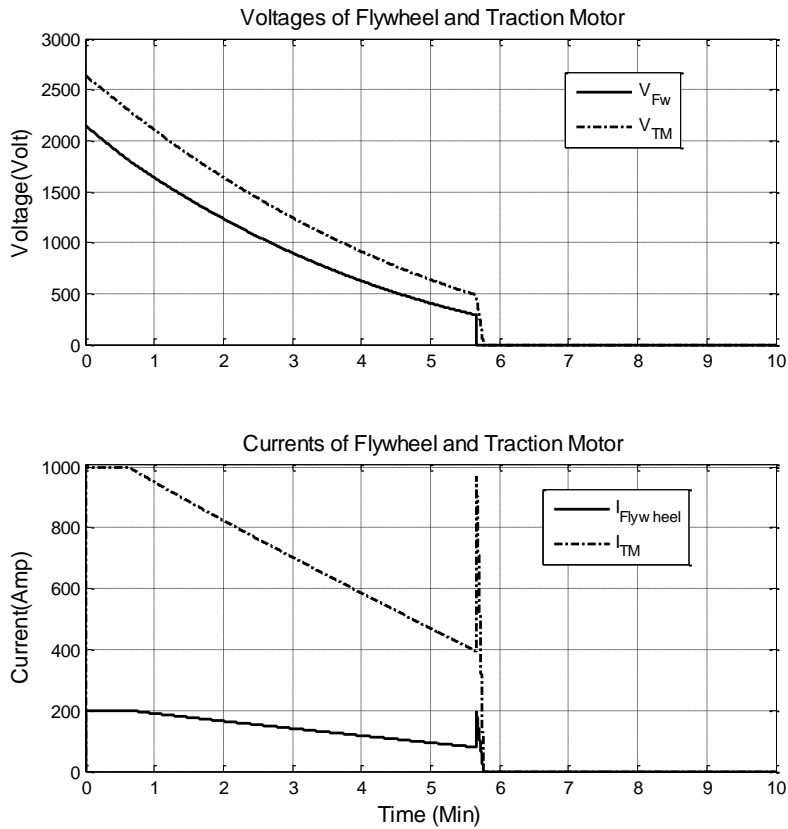 Voltages of Flywheel and Traction Motor
3000
2500
2000
1500
1000
500
0
Voltage(Volt)
V_Fw
V_TM
0 1 2 3 4 5 6 7 8 9 10
Currents of Flywheel and Traction Motor
1000
800
600
400
200
0
Current(Amp)
I_Flyw heel
I_TM
0 1 2 3 4 5 6 7 8 9 10
Time (Min)